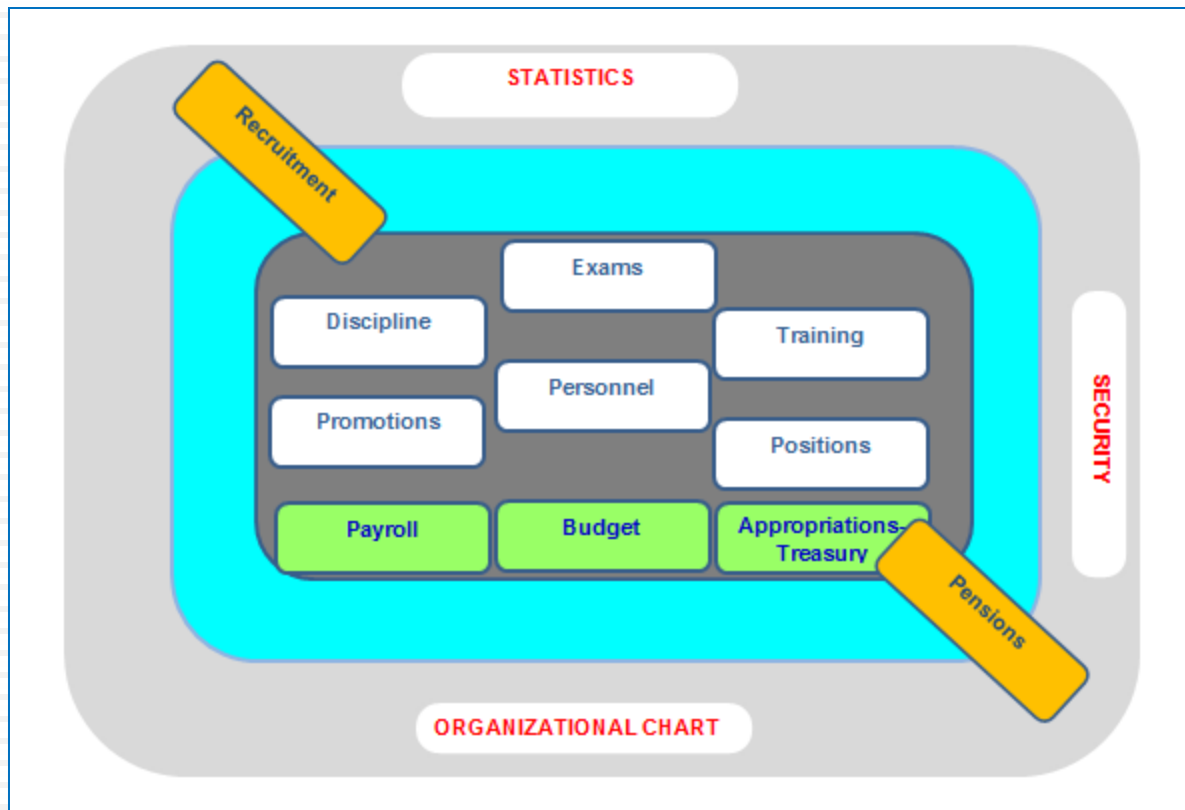 STATISTICS
Recruitment
Exams
Discipline
Training
Personnel
Promotions
Positions
SECURITY
Payroll
Budget
Appropriations-
Treasury
Pensions
ORGANIZATIONAL CHART